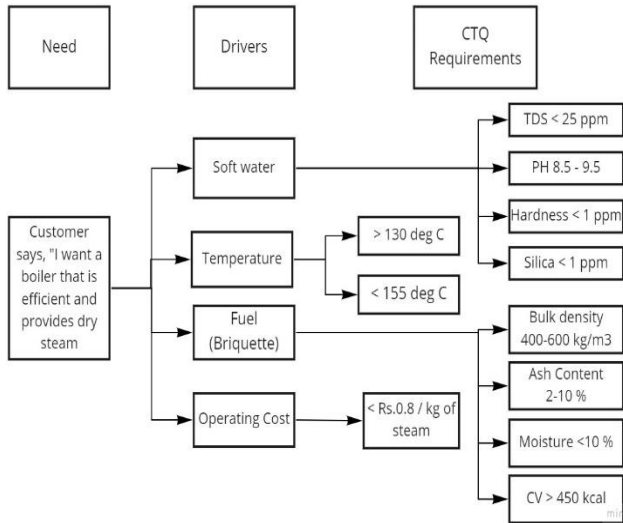 Need
Drivers
CTQ
Requirements
Customer
says, "I want a
boiler that is
efficient and
provides dry
steam
Soft water
TDS < 25 ppm
PH 8.5 - 9.5
Hardness < 1 ppm
Silica < 1 ppm
Temperature
> 130 deg C
< 155 deg C
Fuel
(Briquette)
Bulk density
400-600 kg/m3
Ash Content
2-10 %
Moisture <10 %
CV > 450 kcal
Operating Cost
< Rs.0.8 / kg of
steam